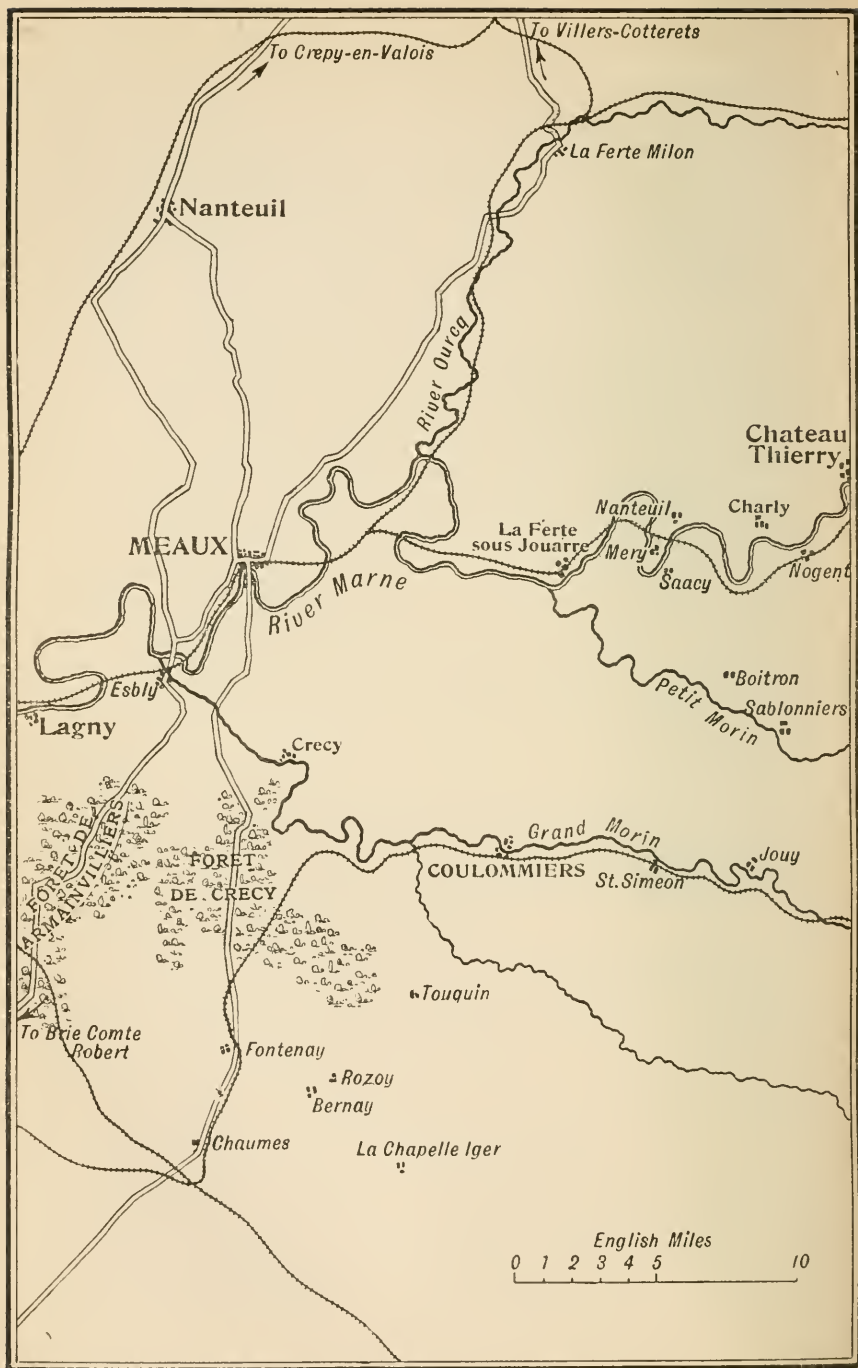 To Crepy-en-Valois
To Villers-Cotterets
La Ferte Milon
Nanteuil
River Ourcq
Chateau
Thierry
Nanteuil
Charly
La Ferte
sous Jouarre
Mery
Saacy
Nogent
MEAUX
River Marne
Esbly
Lagny
Petit Morin
Boitron
Sablonniers
Crecy
FORET DE
ARMAINVILLIERS
FORET
DE CRECY
Grand Morin
COULOMMIERS
St. Simeon
Jouy
Touquin
To Brie Comte
Robert
Fontenay
Rozoy
Bernay
Chaumes
La Chapelle Iger
English Miles
0 1 2 3 4 5 10